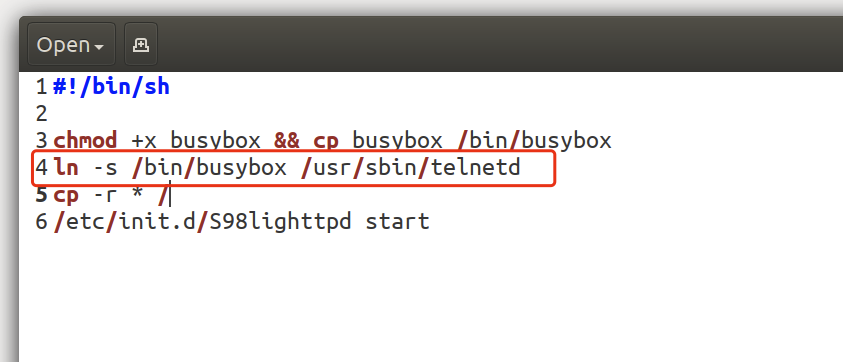 Open
1 #!/bin/sh
2
3 chmod +x busybox && cp busybox /bin/busybox
4 ln -s /bin/busybox /usr/sbin/telnetd
5 cp -r * /
6 /etc/init.d/S98lighttpd start